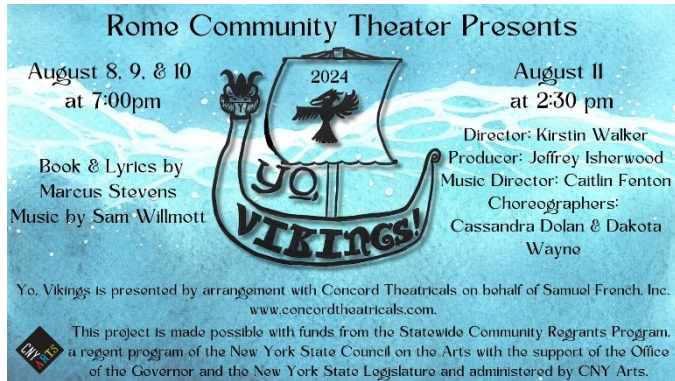 Rome Community Theater Presents
August 8, 9, & 10
at 7:00pm
Book & Lyrics by
Marcus Stevens
Music by Sam Willmott
2024
YO,
VIKINGS!
August 11
at 2:30 pm
Director: Kirstin Walker
Producer: Jeffrey Isherwood
Music Director: Caitlin Fenton
Choreographers:
Cassandra Dolan & Dakota
Wayne
Yo, Vikings is presented by arrangement with Concord Theatricals on behalf of Samuel French, Inc.
www.concordtheatricals.com.
CNY
ARTS
This project is made possible with funds from the Statewide Community Regrants Program,
a regent program of the New York State Council on the Arts with the support of the Office
of the Governor and the New York State Legislature and administered by CNY Arts.